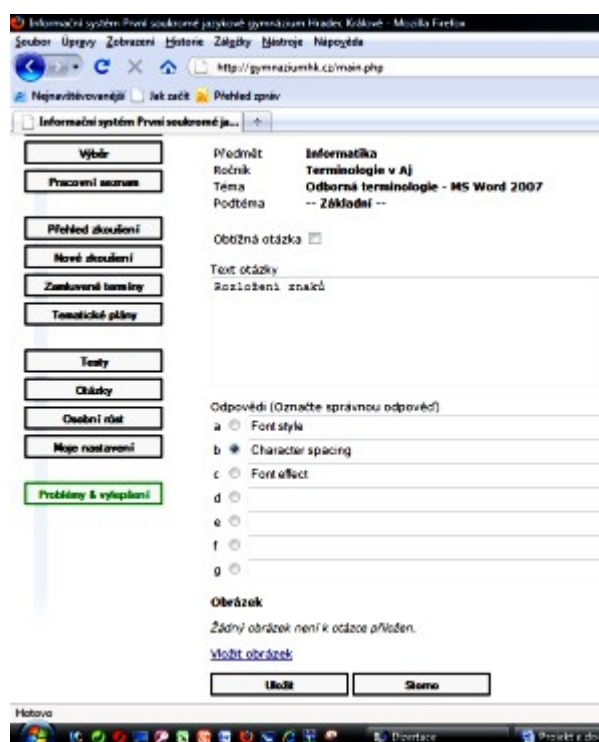 Informační systém První soukromé jazykové gymnázium Hradec Králové - Mozilla Firefox
Soubor Úpravy Zobrazení Historie Záložky Nástroje Nápověda
http://gymnaziumhk.cz/main.php
Nejnavštěvovanější Jak začít Přehled zpráv
Informační systém První soukromé ja...
Výběr
Pracovní seznam
Přehled zkoušení
Nové zkoušení
Zamluvené termíny
Tematické plány
Testy
Otázky
Osobní růst
Moje nastavení
Problémy & vylepšení
Předmět Informatika
Ročník Terminologie v Aj
Téma Odborná terminologie - MS Word 2007
Podtéma -- Základní --
Obtížná otázka
Text otázky
Rozložení znaků
Odpovědi (Označte správnou odpověď)
a Font style
b Character spacing
c Font effect
d
e
f
g
Obrázek
Žádný obrázek není k otázce přiložen.
Vložit obrázek
Uložit Storno
Hotovo
Dizertace Projekt a do